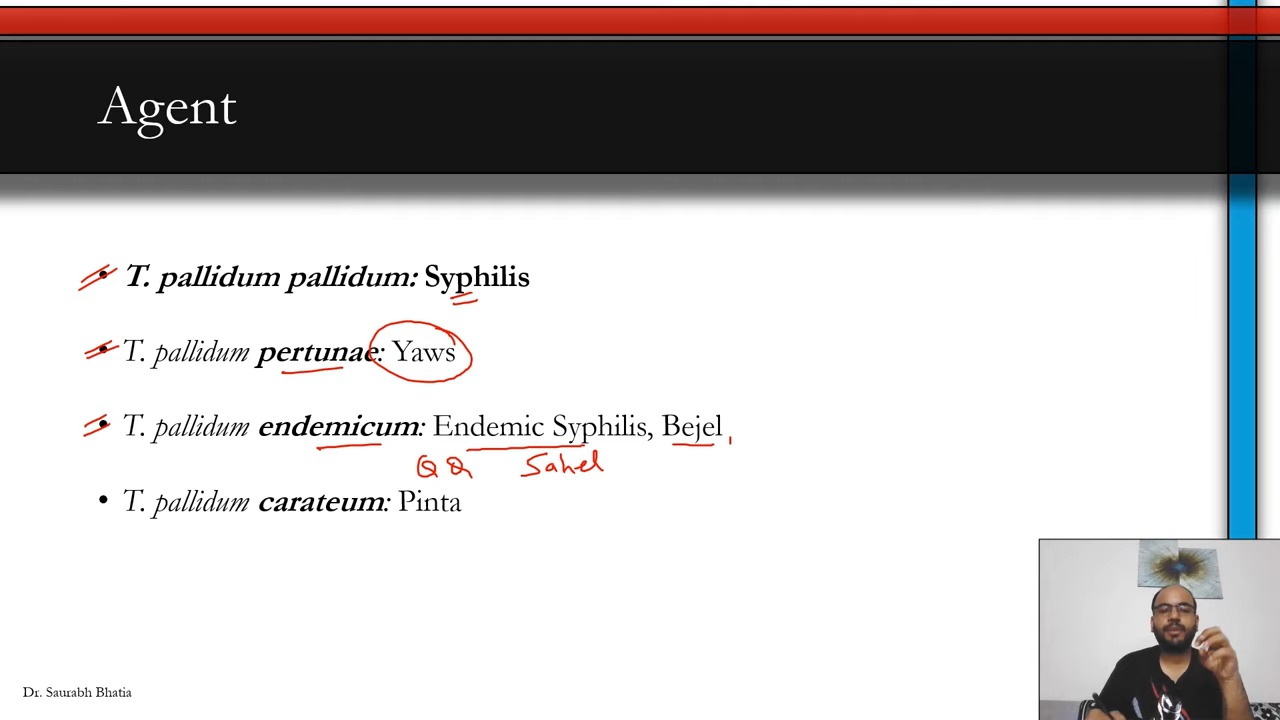 Agent
• T. pallidum pallidum: Syphilis
• T. pallidum pertunae: Yaws
• T. pallidum endemicum: Endemic Syphilis, Bejel,
Sahel
• T. pallidum carateum: Pinta
Dr. Saurabh Bhatia